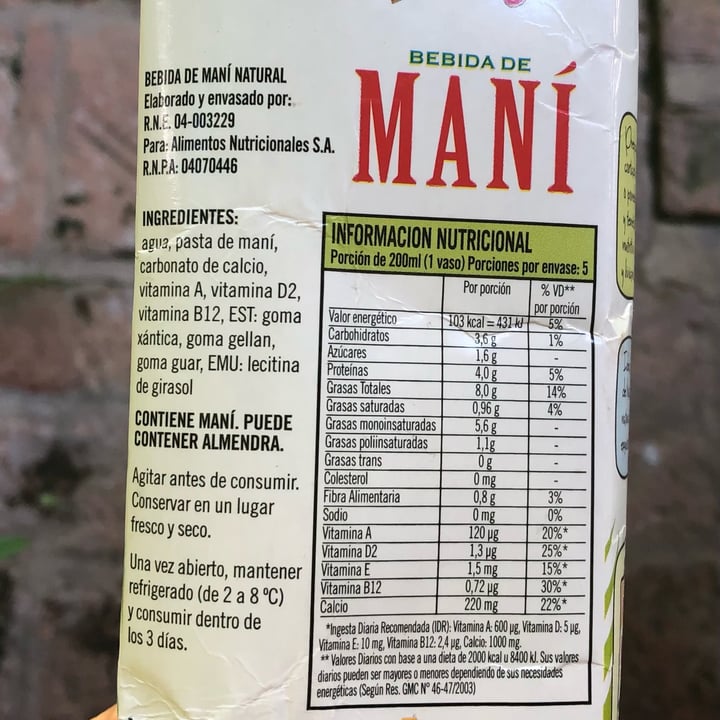 BEBIDA DE MANÍ NATURAL
Elaborado y envasado por:
R.N.E. 04-003229
Para: Alimentos Nutricionales S.A.
R.N.P.A: 04070446
INGREDIENTES:
agua, pasta de maní,
carbonato de calcio,
vitamina A, vitamina D2,
vitamina B12, EST: goma
xántica, goma gellan,
goma guar, EMU: lecitina
de girasol
CONTIENE MANÍ. PUEDE
CONTENER ALMENDRA.
Agitar antes de consumir.
Conservar en un lugar
fresco y seco.
Una vez abierto, mantener
refrigerado (de 2 a 8 ºC)
y consumir dentro de
los 3 días.
BEBIDA DE
MANÍ
INFORMACION NUTRICIONAL
Porción de 200ml (1 vaso) Porciones por envase: 5
Por porción % VD**
por porción
Valor energético 103 kcal = 431 kJ 5%
Carbohidratos 3,6 g 1%
Azúcares 1,6 g -
Proteínas 4,0 g 5%
Grasas Totales 8,0 g 14%
Grasas saturadas 0,96 g 4%
Grasas monoinsaturadas 5,6 g -
Grasas poliinsaturadas 1,1g -
Grasas trans 0 g -
Colesterol 0 mg -
Fibra Alimentaria 0,8 g 3%
Sodio 0 mg 0%
Vitamina A 120 µg 20%*
Vitamina D2 1,3 µg 25%*
Vitamina E 1,5 mg 15%*
Vitamina B12 0,72 µg 30%*
Calcio 220 mg 22%*
*Ingesta Diaria Recomendada (IDR): Vitamina A: 600 µg, Vitamina D: 5 µg,
Vitamina E: 10 mg, Vitamina B12: 2,4 µg, Calcio: 1000 mg.
** Valores Diarios con base a una dieta de 2000 kcal u 8400 kJ. Sus valores
diarios pueden ser mayores o menores dependiendo de sus necesidades
energéticas (Según Res. GMC Nº 46-47/2003)